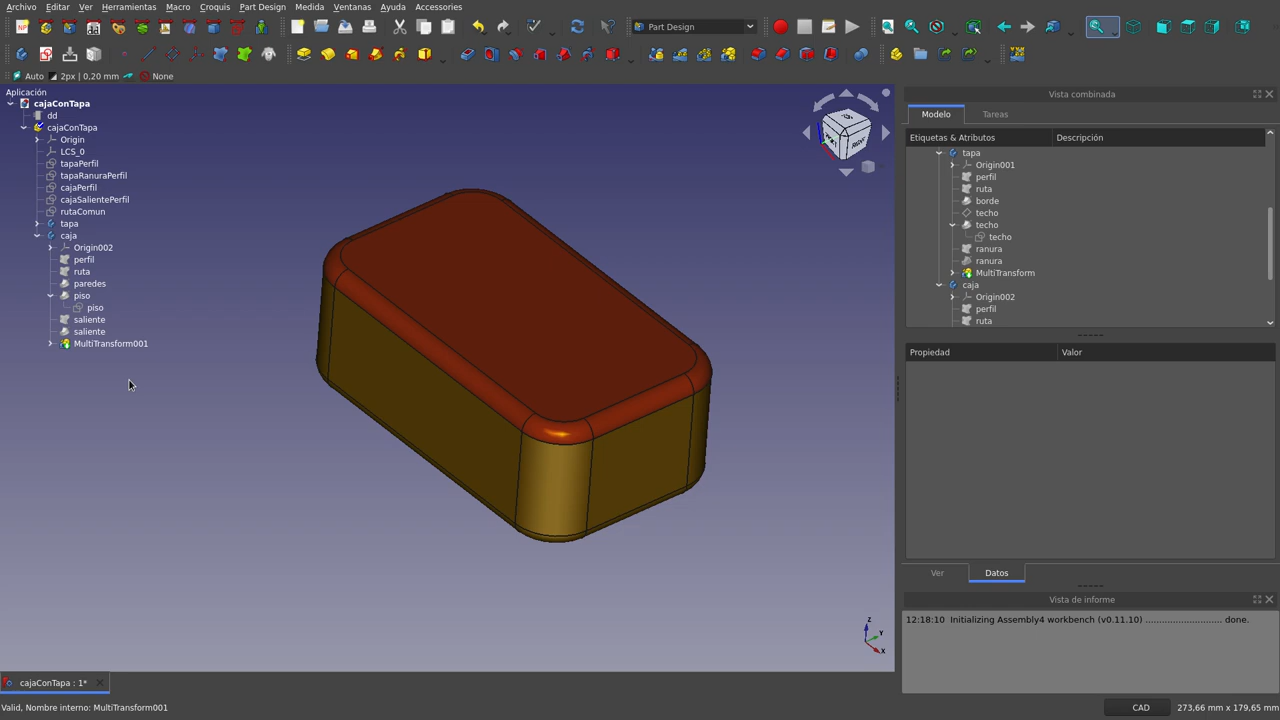 Archivo Editar Ver Herramientas Macro Croquis Part Design Medida Ventanas Ayuda Accessories
Part Design
Auto 2px | 0,20 mm None
Aplicación
cajaConTapa
dd
cajaConTapa
Origin
LCS_0
tapaPerfil
tapaRanuraPerfil
cajaPerfil
cajaSalientePerfil
rutaComun
tapa
caja
Origin002
perfil
ruta
paredes
piso
piso
saliente
saliente
MultiTransform001
Z
Y
X
Vista combinada
Modelo Tareas
Etiquetas & Atributos Descripción
tapa
Origin001
perfil
ruta
borde
techo
techo
techo
ranura
ranura
MultiTransform
caja
Origin002
perfil
ruta
Propiedad Valor
Ver Datos
Vista de informe
12:18:10 Initializing Assembly4 workbench (v0.11.10) ............................ done.
cajaConTapa : 1*
Valid, Nombre interno: MultiTransform001
CAD 273,66 mm x 179,65 mm